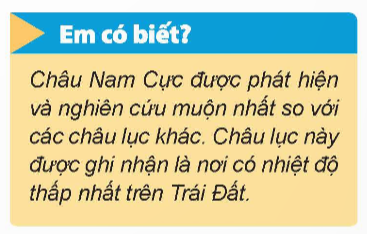 Em có biết?
Châu Nam Cực được phát hiện
và nghiên cứu muộn nhất so với
các châu lục khác. Châu lục này
được ghi nhận là nơi có nhiệt độ
thấp nhất trên Trái Đất.